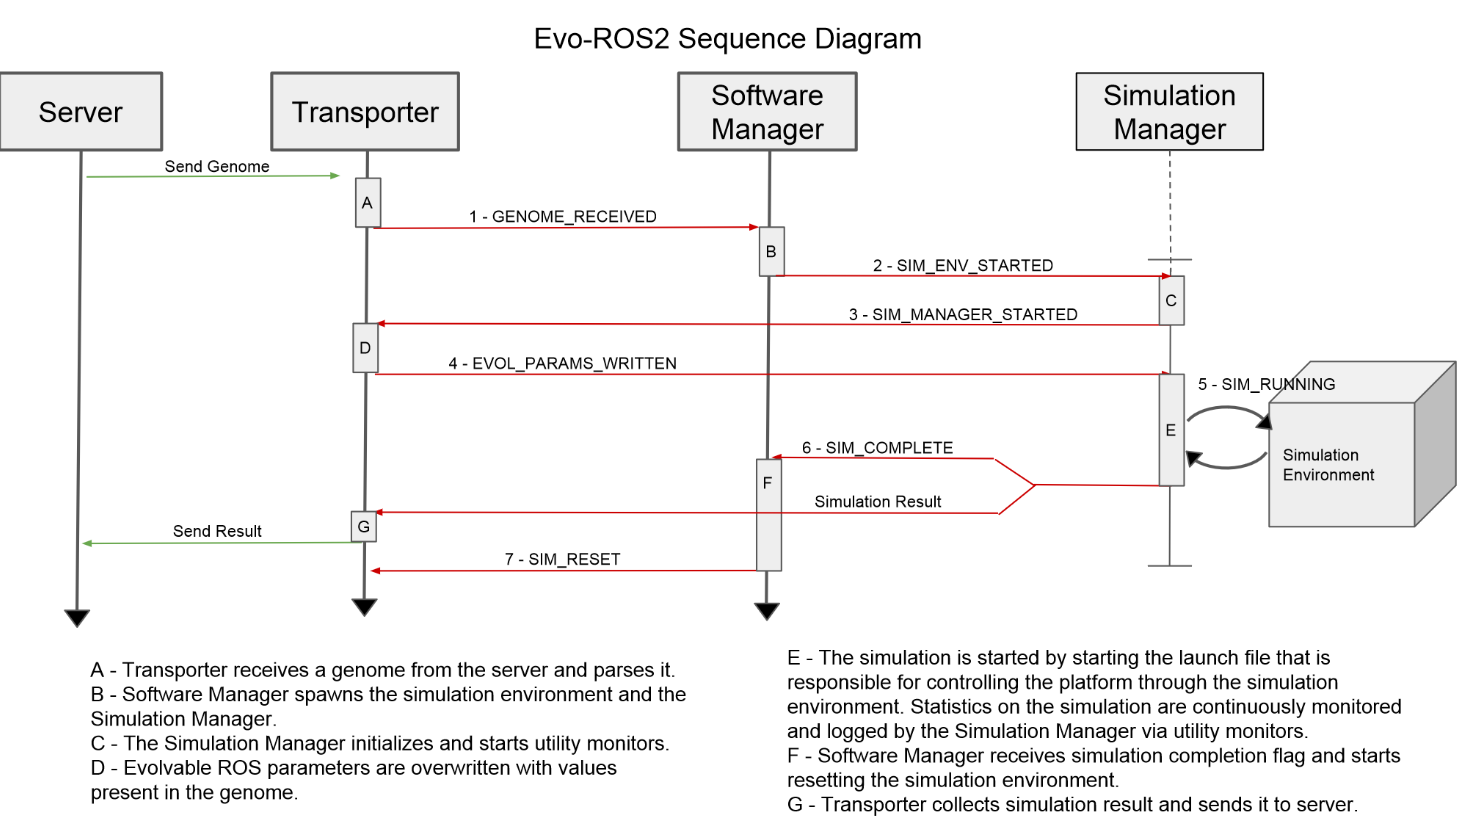 Evo-ROS2 Sequence Diagram
Server
Transporter
Software
Manager
Simulation
Manager
Send Genome
A
1 - GENOME_RECEIVED
B
2 - SIM_ENV_STARTED
C
3 - SIM_MANAGER_STARTED
D
4 - EVOL_PARAMS_WRITTEN
5 - SIM_RUNNING
E
Simulation
Environment
6 - SIM_COMPLETE
F
Simulation Result
G
Send Result
7 - SIM_RESET
A - Transporter receives a genome from the server and parses it.
B - Software Manager spawns the simulation environment and the
Simulation Manager.
C - The Simulation Manager initializes and starts utility monitors.
D - Evolvable ROS parameters are overwritten with values
present in the genome.
E - The simulation is started by starting the launch file that is
responsible for controlling the platform through the simulation
environment. Statistics on the simulation are continuously monitored
and logged by the Simulation Manager via utility monitors.
F - Software Manager receives simulation completion flag and starts
resetting the simulation environment.
G - Transporter collects simulation result and sends it to server.